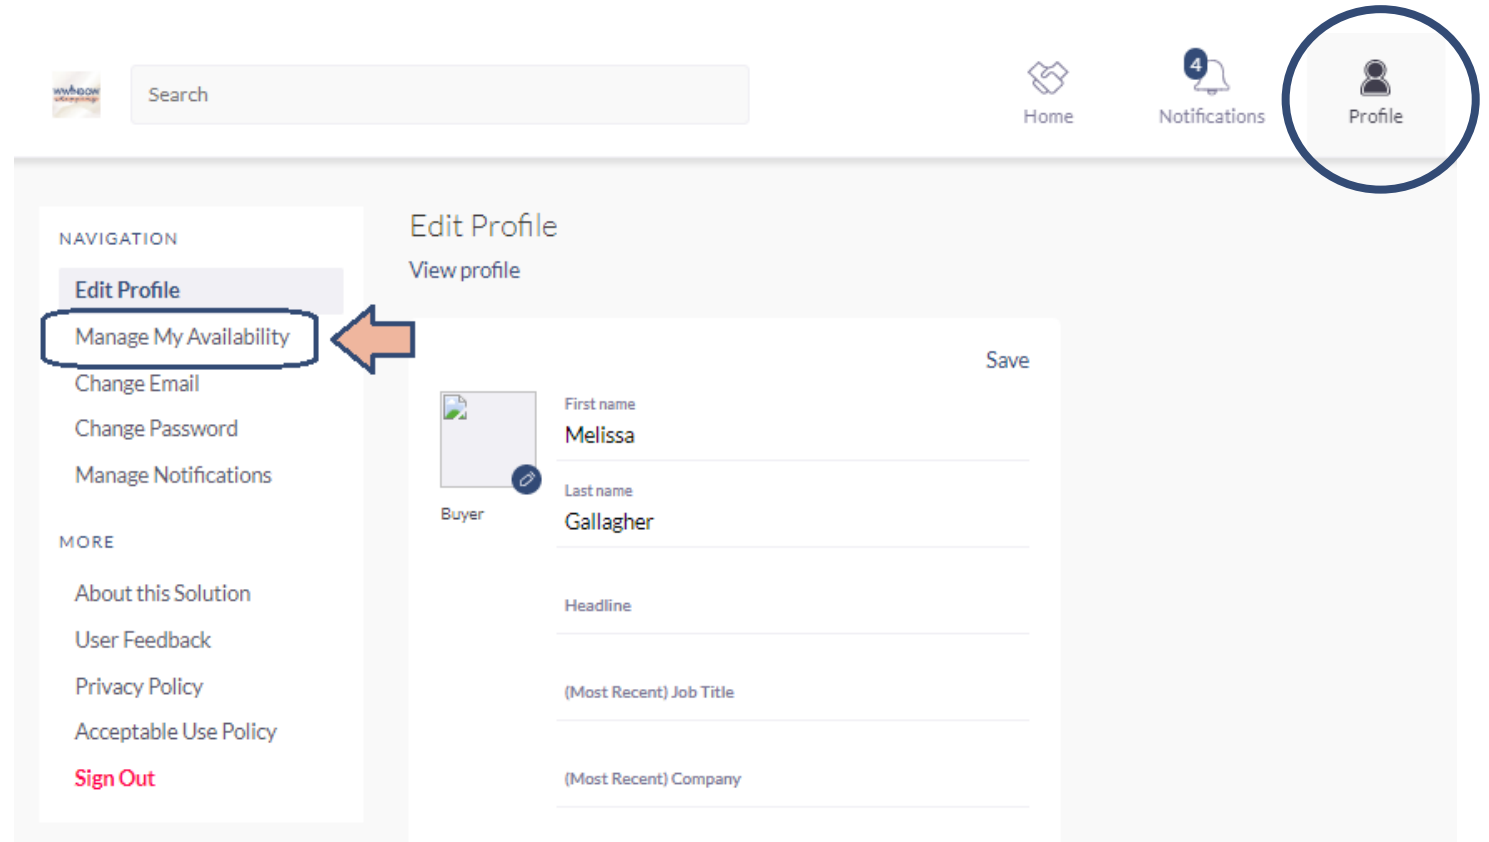 Search
Home
4
Notifications
Profile
NAVIGATION
Edit Profile
Manage My Availability
Change Email
Change Password
Manage Notifications
MORE
About this Solution
User Feedback
Privacy Policy
Acceptable Use Policy
Sign Out
Edit Profile
View profile
Save
Buyer
First name
Melissa
Last name
Gallagher
Headline
(Most Recent) Job Title
(Most Recent) Company